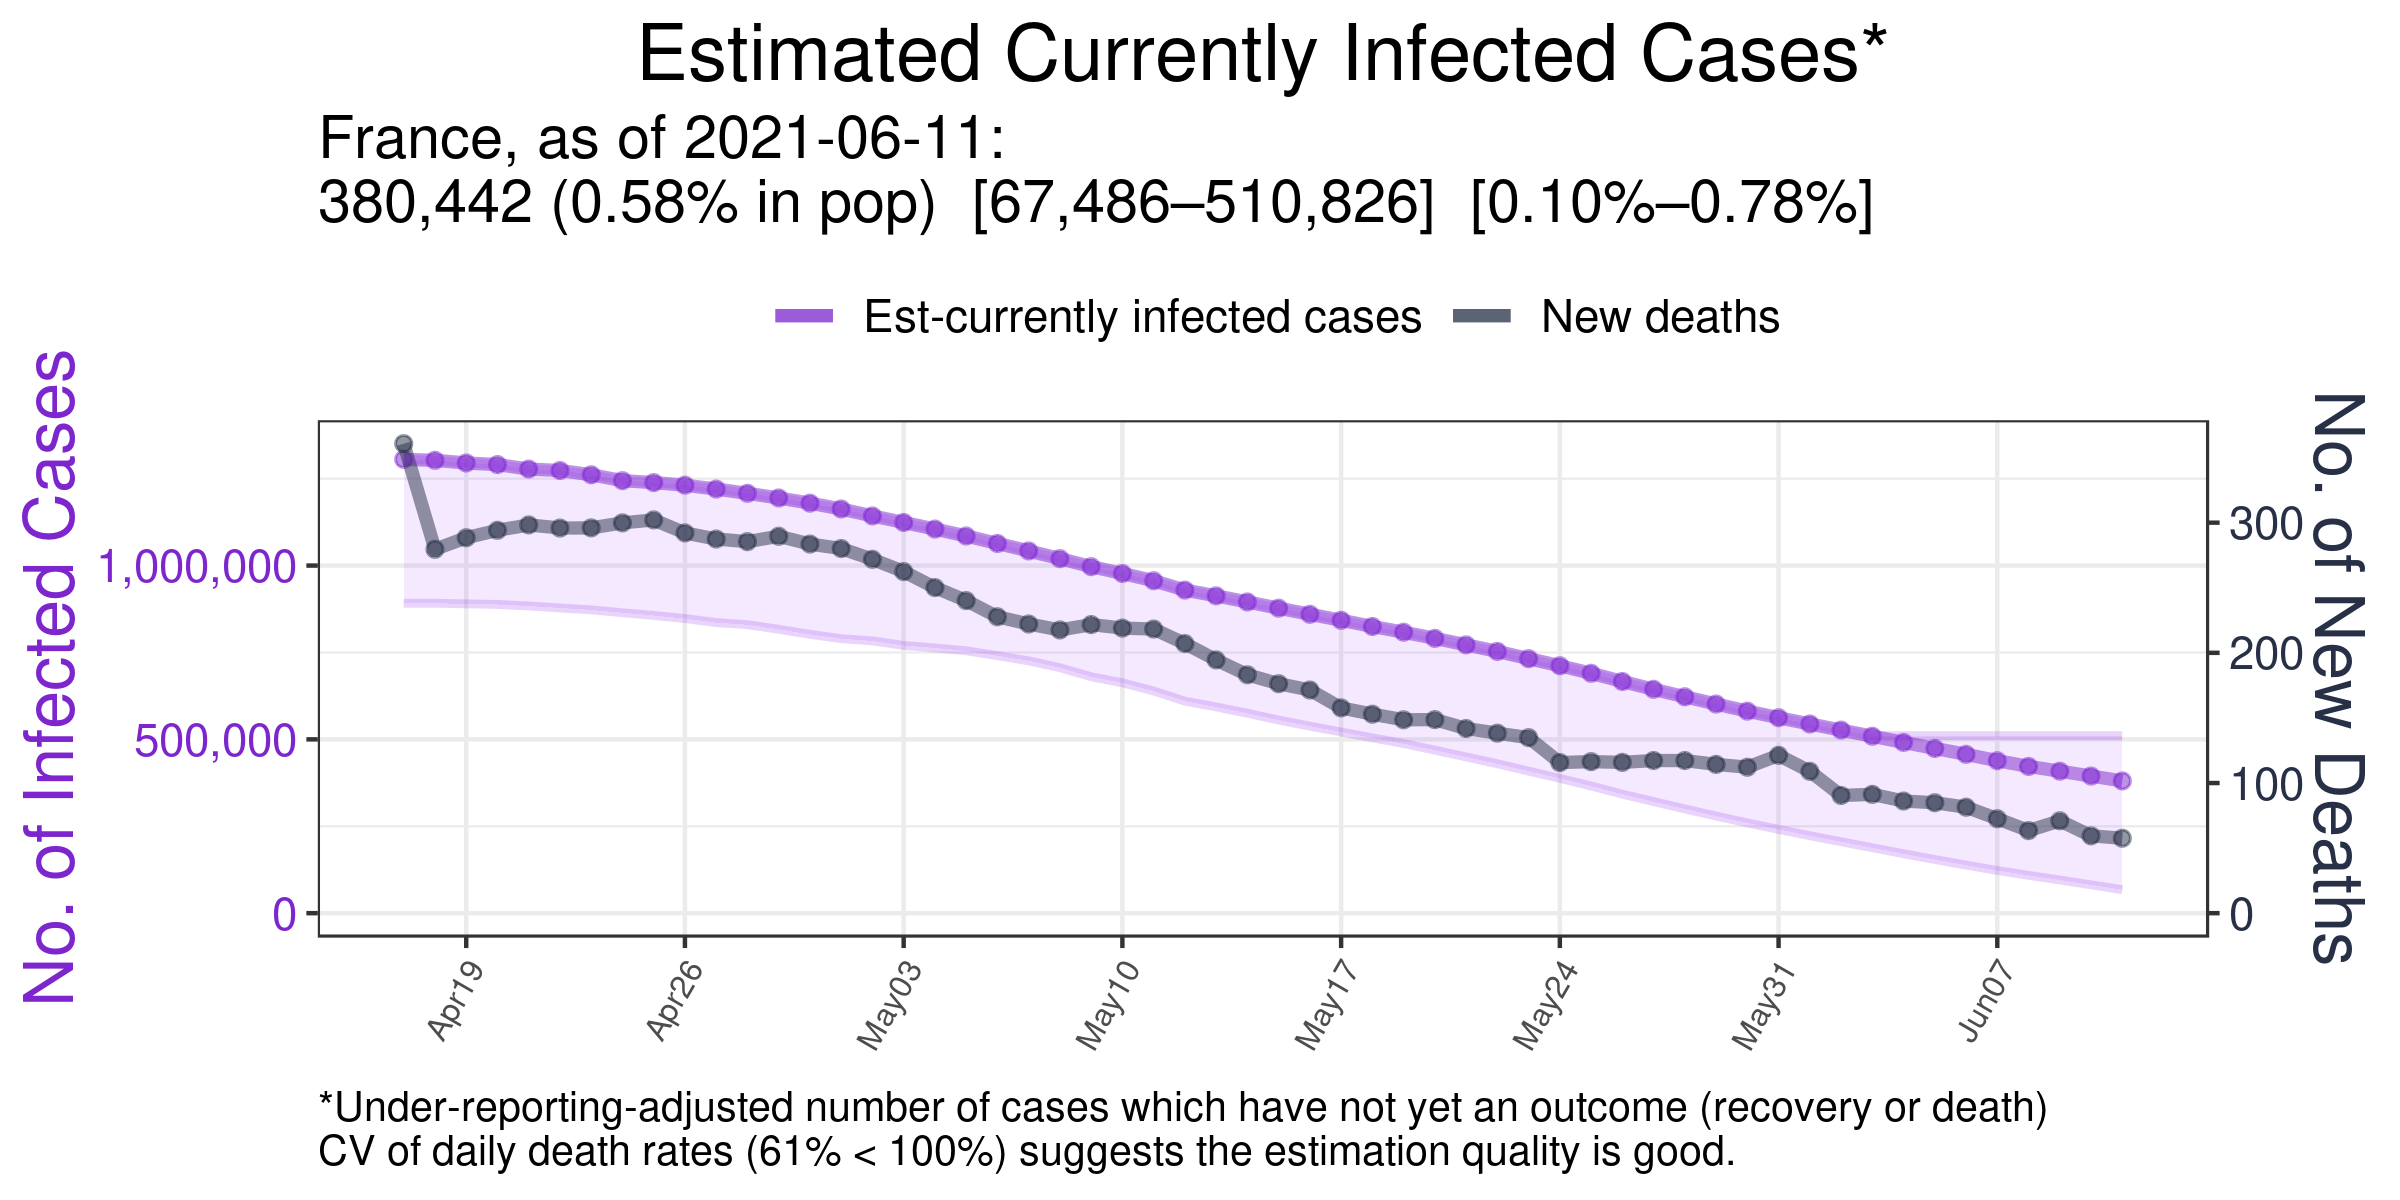 Estimated Currently Infected Cases*
France, as of 2021-06-11:
380,442 (0.58% in pop)  [67,486–510,826]  [0.10%–0.78%]
Est-currently infected cases
New deaths
No. of Infected Cases
1,000,000
500,000
0
No. of New Deaths
300
200
100
0
Apr19
Apr26
May03
May10
May17
May24
May31
Jun07
*Under-reporting-adjusted number of cases which have not yet an outcome (recovery or death)
CV of daily death rates (61% < 100%) suggests the estimation quality is good.